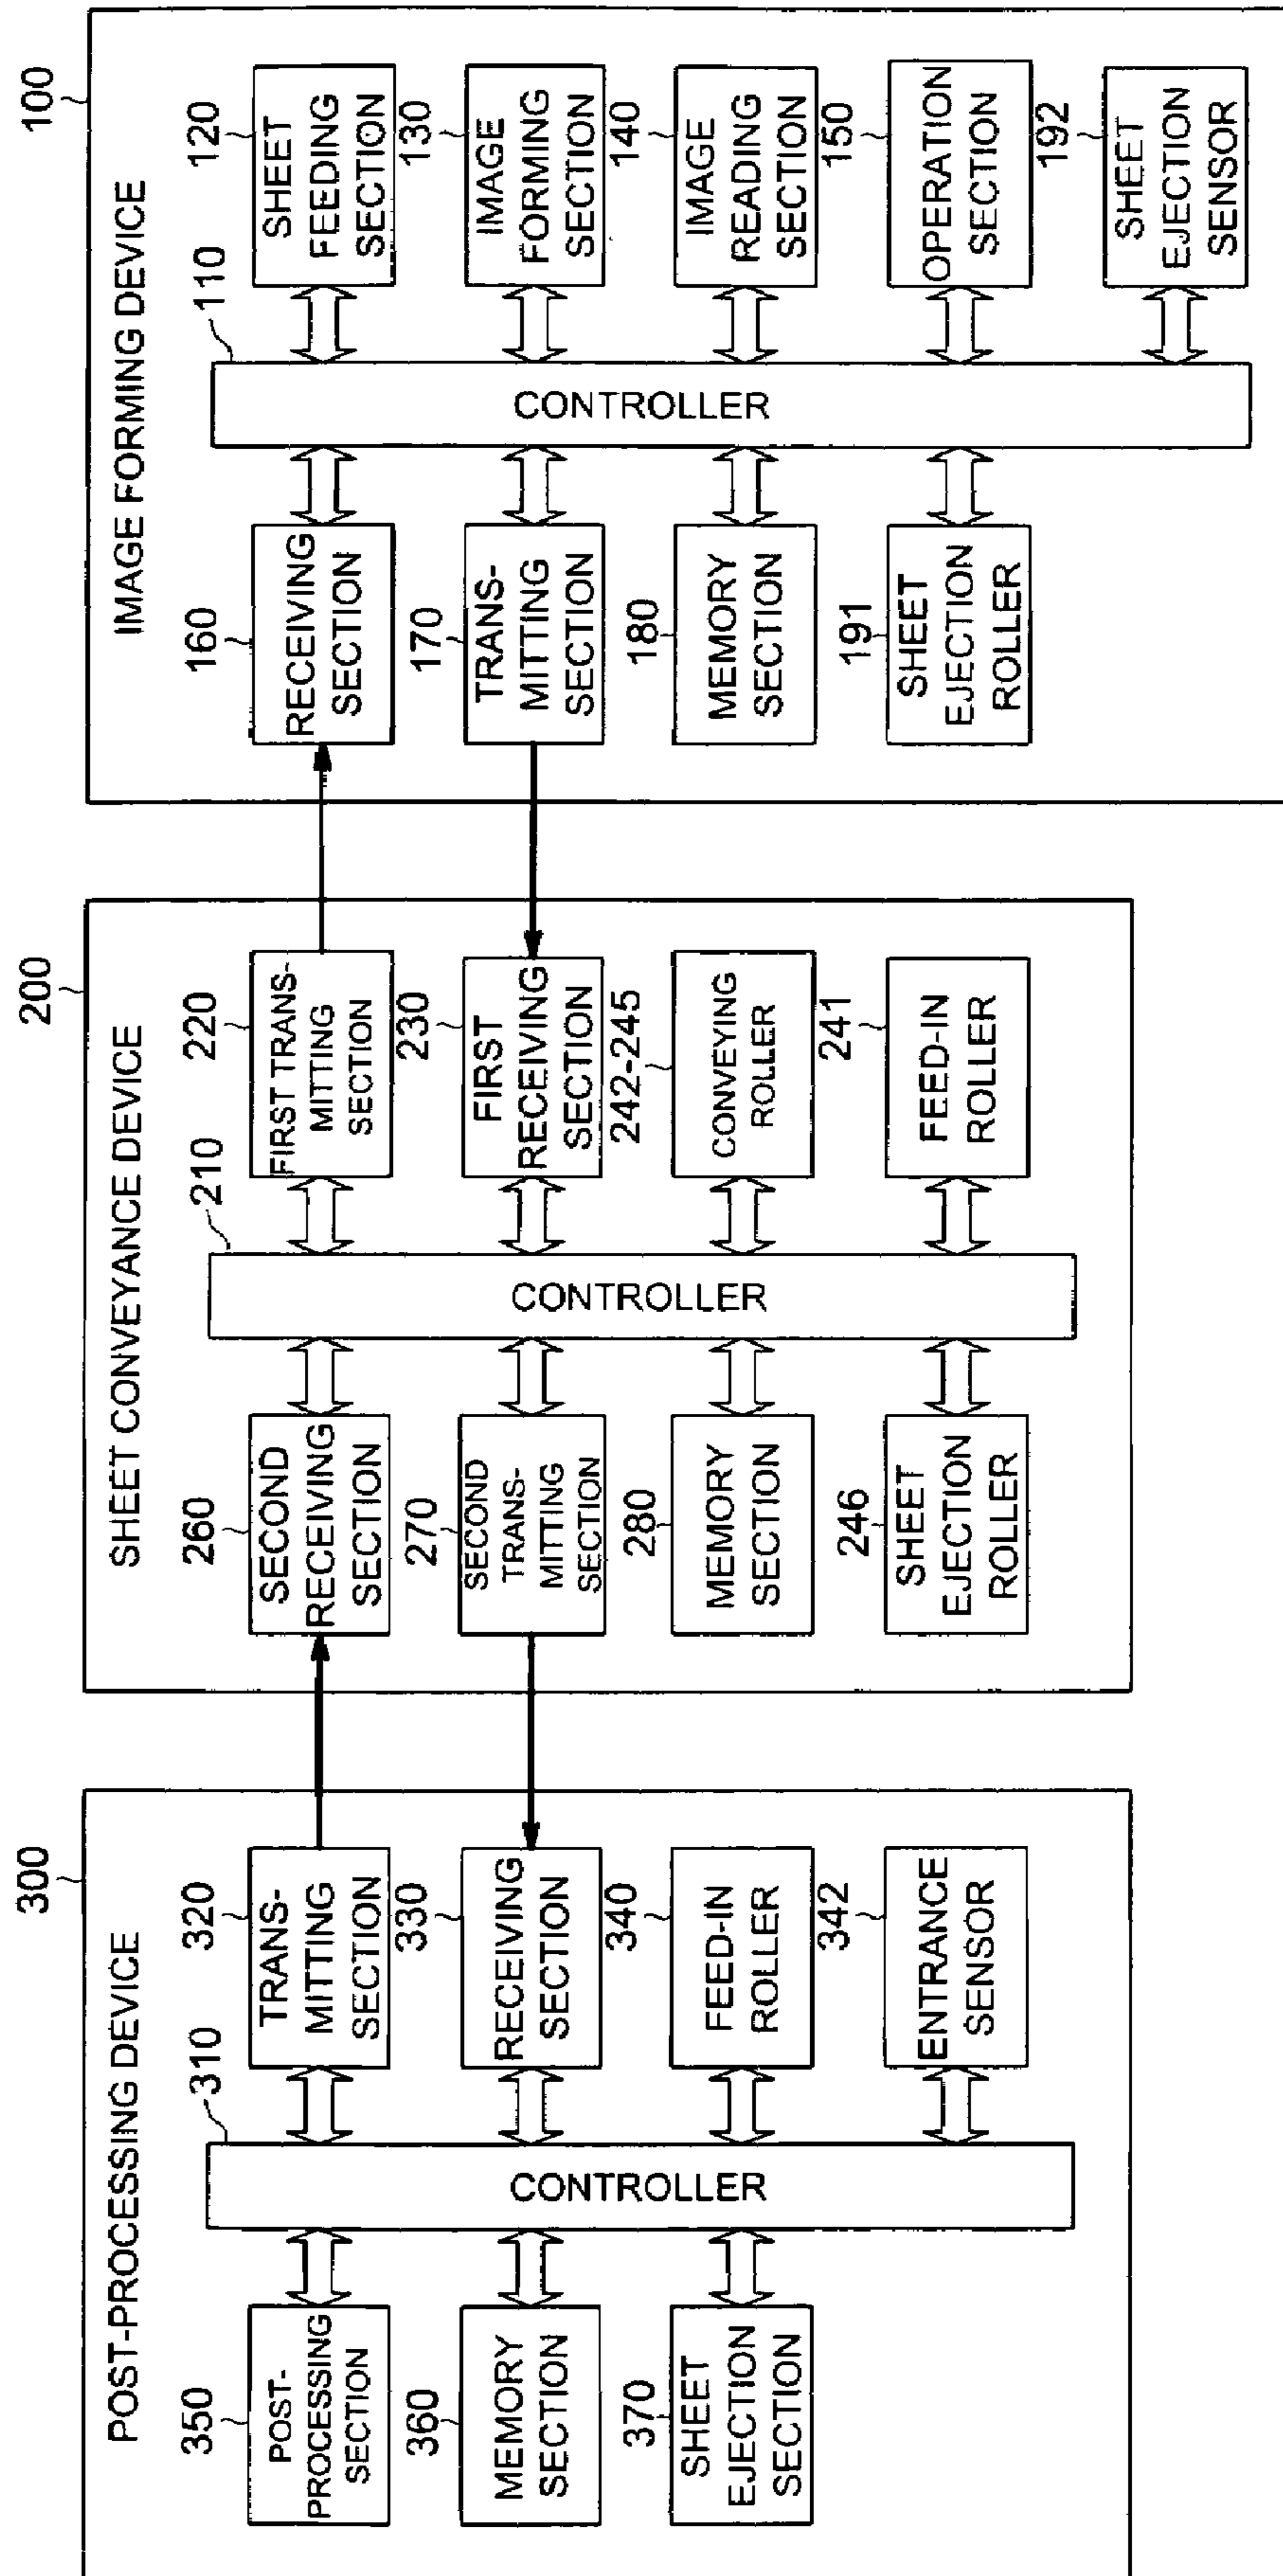 300
POST-PROCESSING DEVICE
350
POST-
PROCESSING
SECTION
360
MEMORY
SECTION
370
SHEET
EJECTION
SECTION
310
CONTROLLER
320
TRANS-
MITTING
SECTION
330
RECEIVING
SECTION
340
FEED-IN
ROLLER
342
ENTRANCE
SENSOR
200
SHEET CONVEYANCE DEVICE
260
SECOND
RECEIVING
SECTION
270
SECOND
TRANS-
MITTING
SECTION
280
MEMORY
SECTION
246
SHEET
EJECTION
ROLLER
210
CONTROLLER
220
FIRST TRANS-
MITTING
SECTION
230
FIRST
RECEIVING
SECTION
242-245
CONVEYING
ROLLER
241
FEED-IN
ROLLER
100
IMAGE FORMING DEVICE
160
RECEIVING
SECTION
170
TRANS-
MITTING
SECTION
180
MEMORY
SECTION
191
SHEET
EJECTION
ROLLER
110
CONTROLLER
120
SHEET
FEEDING
SECTION
130
IMAGE
FORMING
SECTION
140
IMAGE
READING
SECTION
150
OPERATION
SECTION
192
SHEET
EJECTION
SENSOR